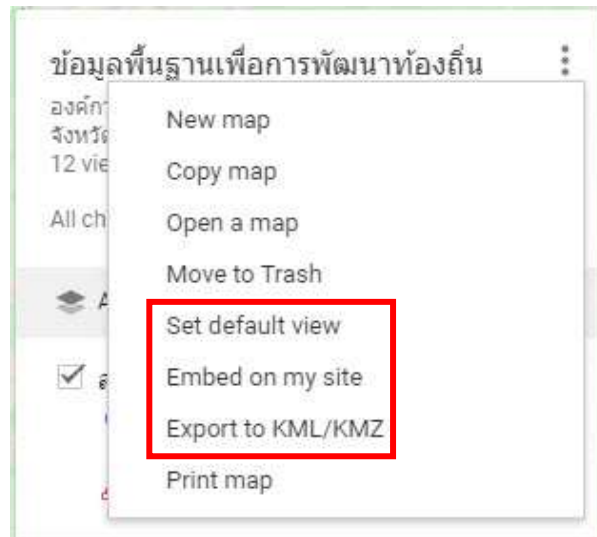 ข้อมูลพื้นฐานเพื่อการพัฒนาท้องถิ่น
12
All
New map
Copy map
Open a map
Move to Trash
Set default view
Embed on my site
Export to KML/KMZ
Print map